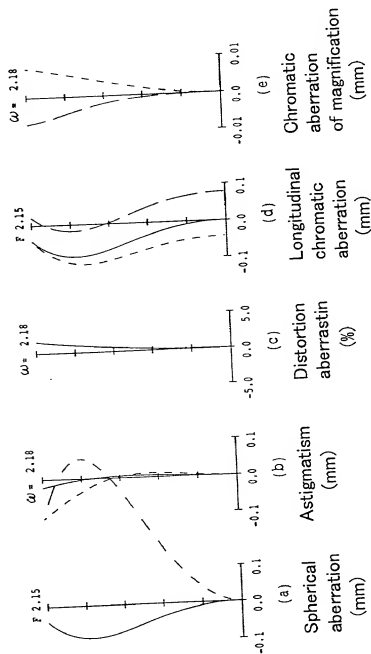 F 2.15
-0.1 0.0 0.1
(a)
Spherical
aberration
(mm)
ω= 2.18
-0.1 0.0 0.1
(b)
Astigmatism
(mm)
ω= 2.18
-5.0 0.0 5.0
(c)
Distortion
aberrastin
(%)
F 2.15
-0.1 0.0 0.1
(d)
Longitudinal
chromatic
aberration
(mm)
ω= 2.18
-0.01 0.0 0.01
(e)
Chromatic
aberration
of magnification
(mm)